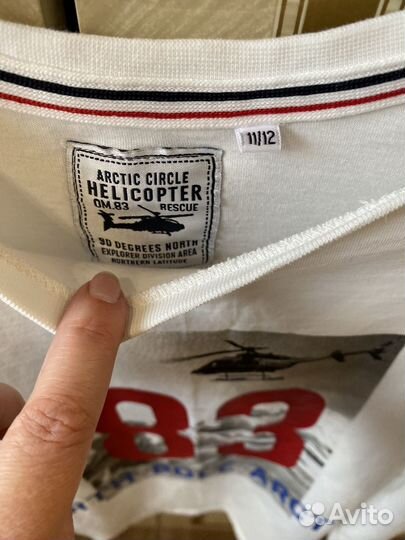 11/12
ARCTIC CIRCLE
HELICOPTER
OM.83 RESCUE
90 DEGREES NORTH
EXPLORER DIVISION AREA
NORTHERN LATITUDE
83
Avito